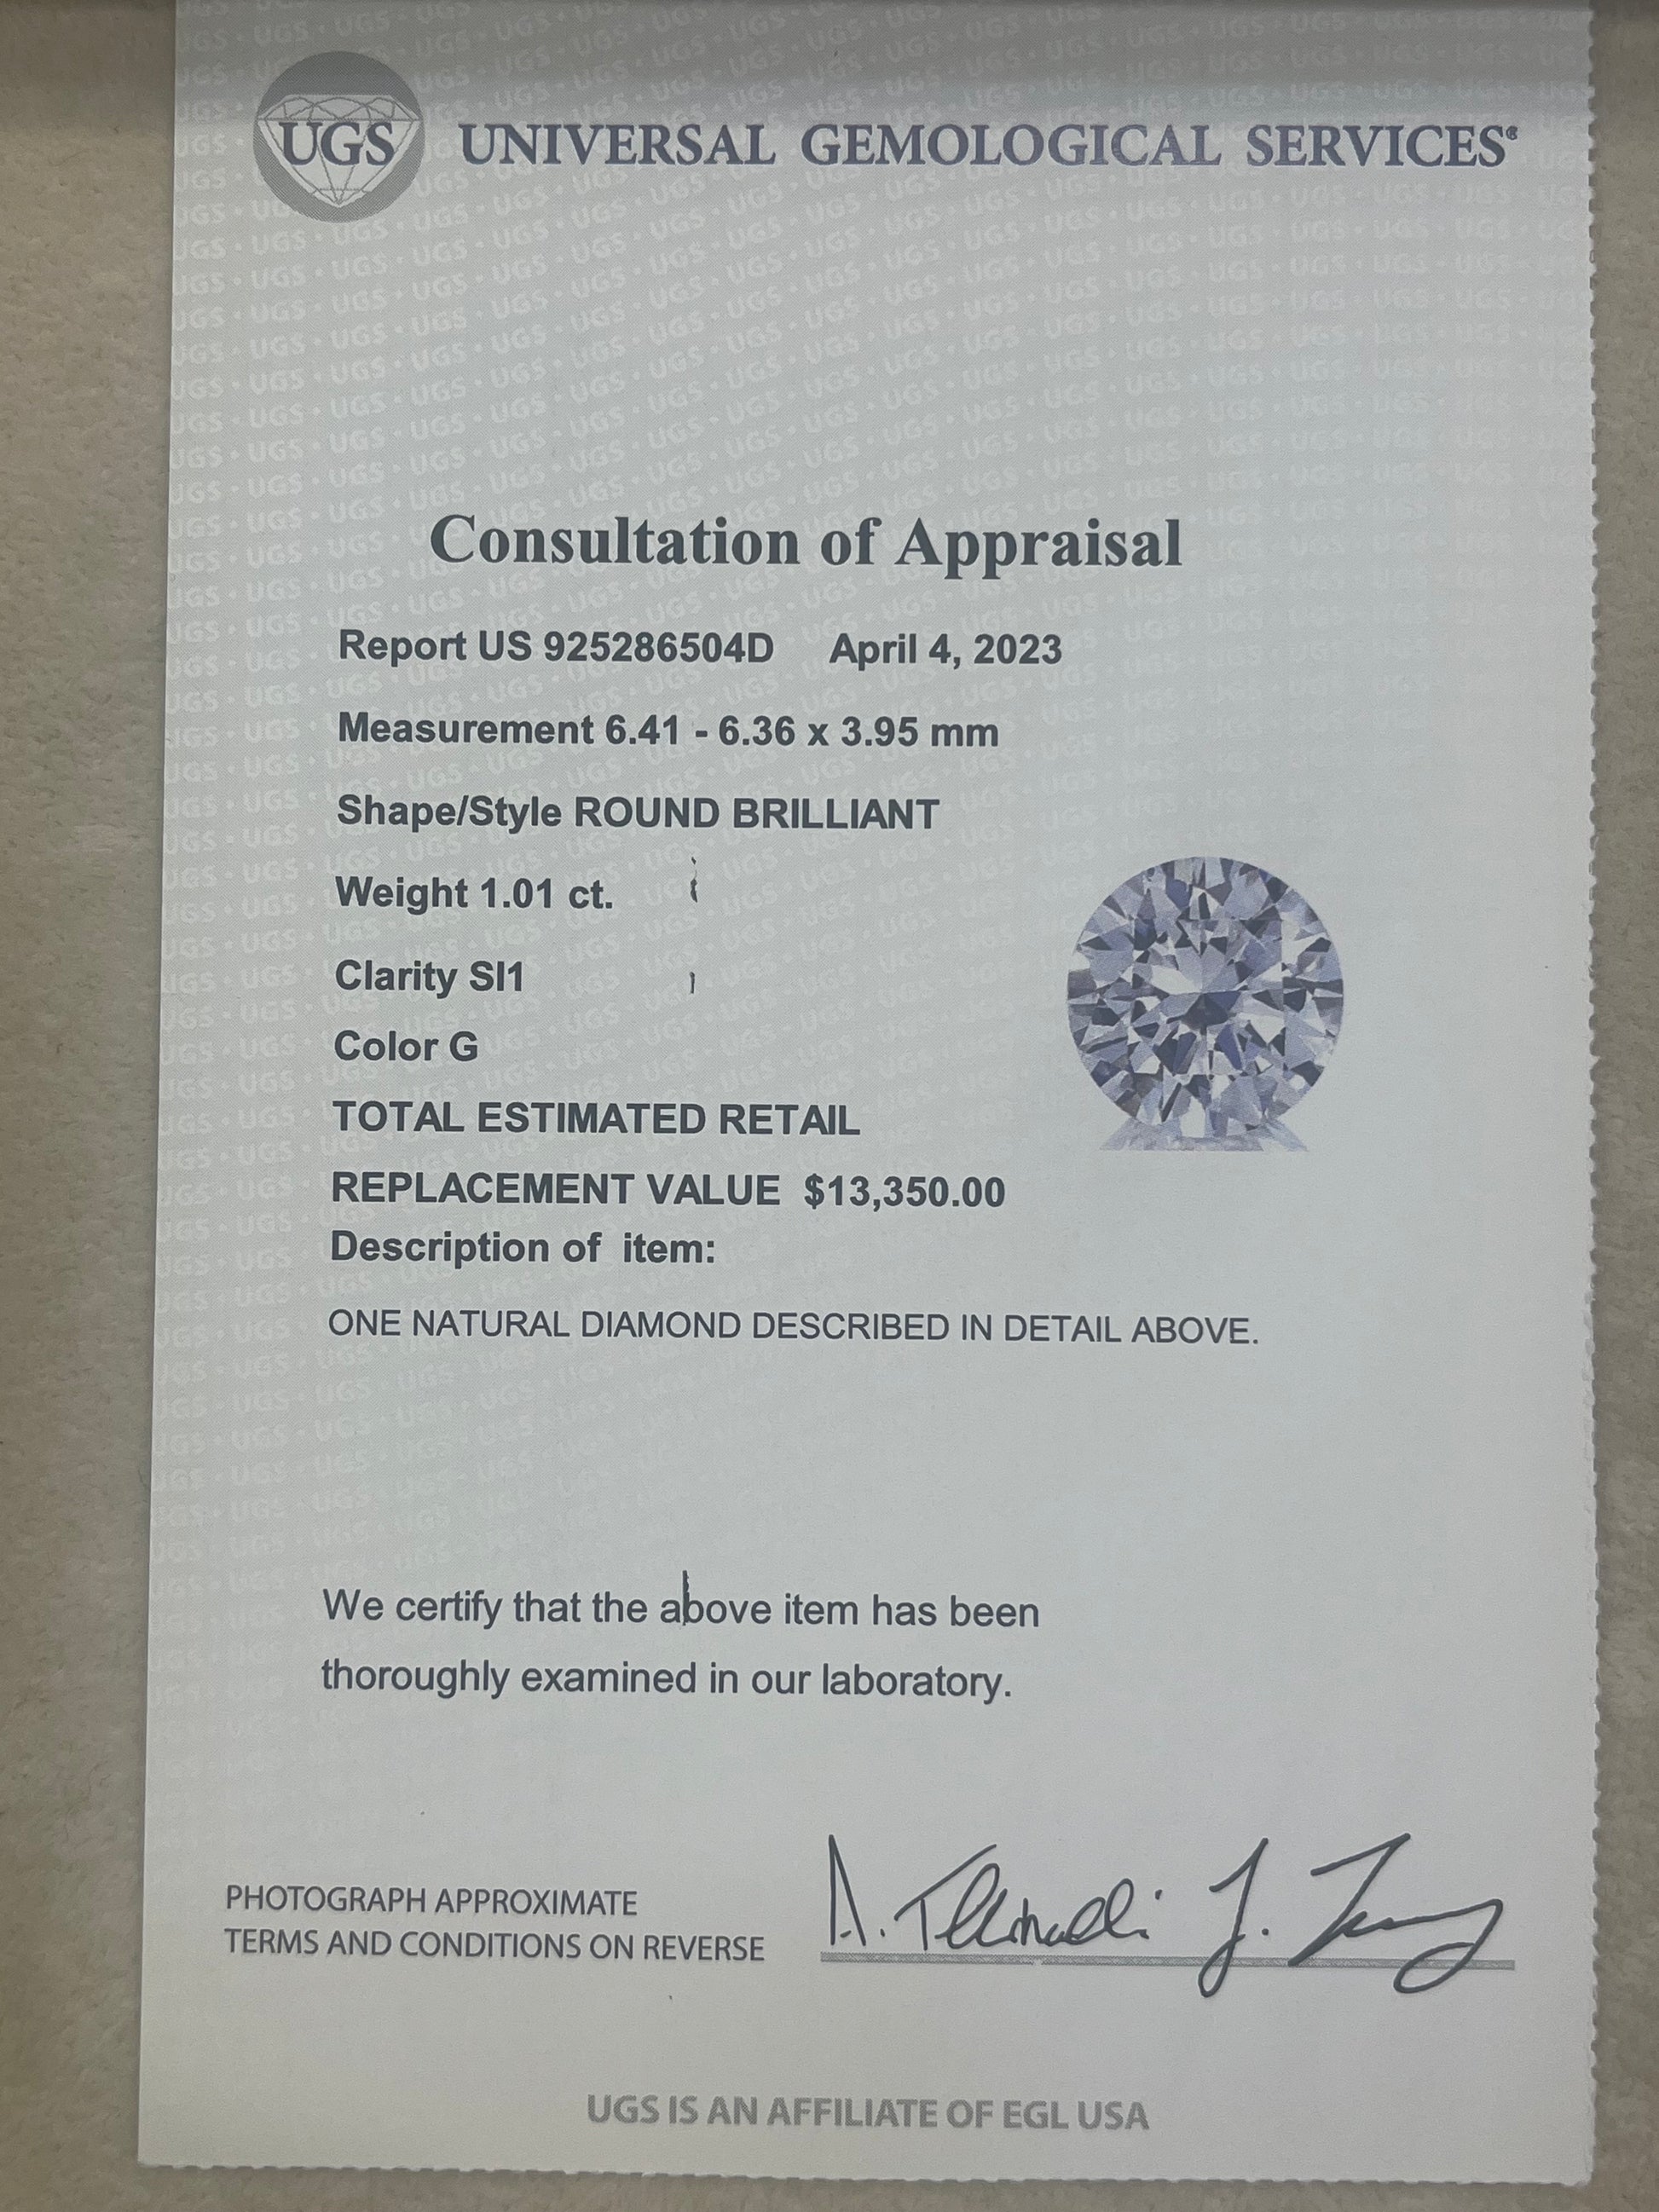 UGS UNIVERSAL GEMOLOGICAL SERVICES®
Consultation of Appraisal
Report US 925286504D April 4, 2023
Measurement 6.41 - 6.36 x 3.95 mm
Shape/Style ROUND BRILLIANT
Weight 1.01 ct.
Clarity SI1
Color G
TOTAL ESTIMATED RETAIL
REPLACEMENT VALUE $13,350.00
Description of item:
ONE NATURAL DIAMOND DESCRIBED IN DETAIL ABOVE.
We certify that the above item has been
thoroughly examined in our laboratory.
PHOTOGRAPH APPROXIMATE
TERMS AND CONDITIONS ON REVERSE
UGS IS AN AFFILIATE OF EGL USA